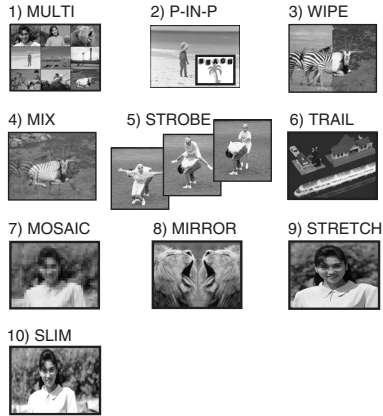 1) MULTI
2) P-IN-P
3) WIPE
BEACH
4) MIX
5) STROBE
6) TRAIL
7) MOSAIC
8) MIRROR
9) STRETCH
10) SLIM